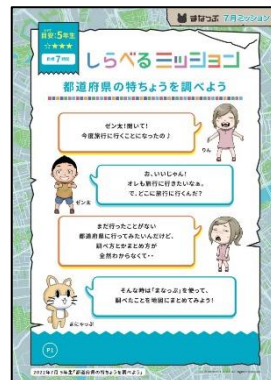 まなっぷ 7月ミッション
目安:5年生
☆★★★
しらべるミッション
都道府県の特ちょうを調べよう
ゼン太!聞いて!
今度旅行に行くことになったの♪
りん
お、いいじゃん!
オレも旅行に行きたいなぁ。
で、どこに旅行に行くんだ?
ゼン太
まだ行ったことがない
都道府県に行ってみたいんだけど、
調べ方とかまとめ方が
全然わからなくて・・
そんな時は「まなっぷ」を使って、
調べたことを地図にまとめてみよう!
まにゃっぷ
P1